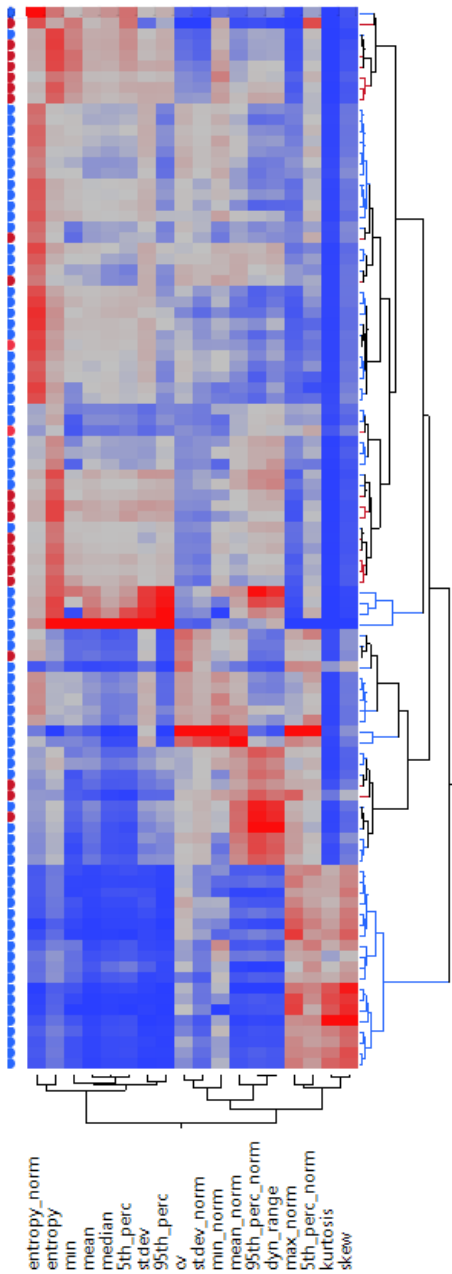 entropy_norm
entropy
min
mean
median
5th_perc
stdev
95th_perc
cv
stdev_norm
min_norm
mean_norm
95th_perc_norm
dyn_range
max_norm
5th_perc_norm
kurtosis
skew